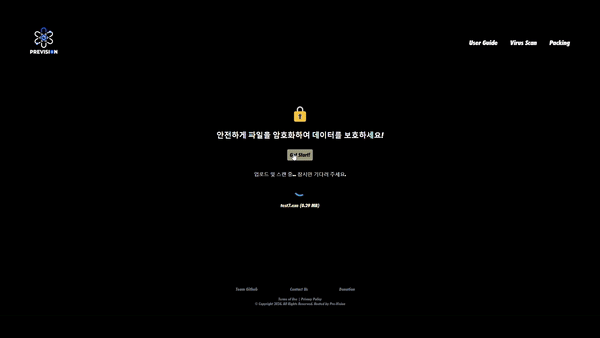 PREVISION
User Guide Virus Scan Packing
안전하게 파일을 암호화하여 데이터를 보호하세요!
Get Start!
업로드 및 스캔 중... 잠시만 기다려 주세요.
test7.exe (0.29 MB)
Team Github Contact Us Donation
Terms of Use | Privacy Policy
© Copyright 2024. All Rights Reserved. Hosted by Pre-Vision